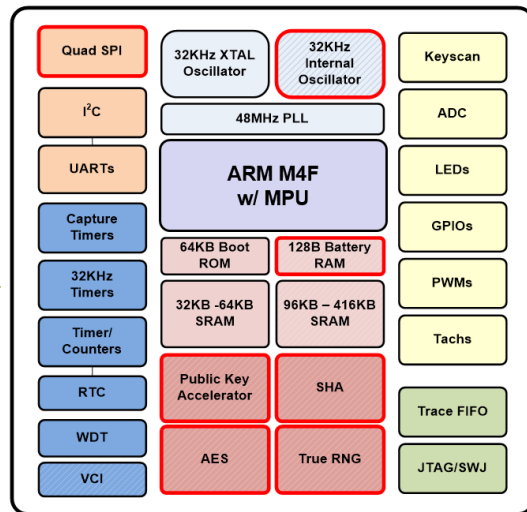 Quad SPI
I²C
UARTs
Capture
Timers
32KHz
Timers
Timer/
Counters
RTC
WDT
VCI
32KHz XTAL
Oscillator
32KHz
Internal
Oscillator
48MHz PLL
ARM M4F
w/ MPU
64KB Boot
ROM
128B Battery
RAM
32KB -64KB
SRAM
96KB – 416KB
SRAM
Public Key
Accelerator
SHA
AES
True RNG
Keyscan
ADC
LEDs
GPIOs
PWMs
Tachs
Trace FIFO
JTAG/SWJ